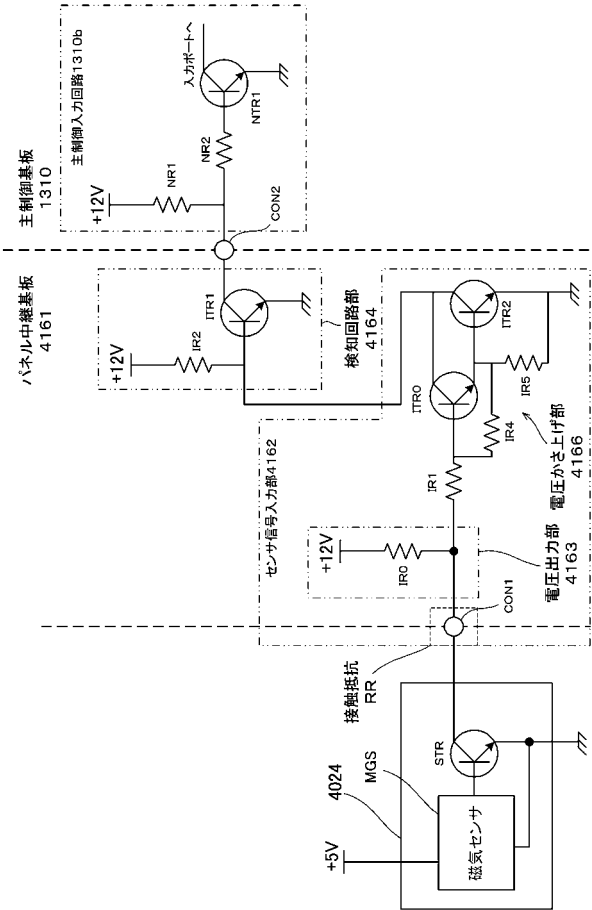 主制御基板
1310
主制御入力回路1310b
+12V
NR1
NR2
入力ポートへ
NTR1
CON2
パネル中継基板
4161
+12V
IR2
ITR1
検知回路部
4164
センサ信号入力部4162
+12V
IR0
IR1
ITR0
ITR2
IR4
IR5
電圧かさ上げ部
4166
電圧出力部
4163
CON1
接触抵抗
RR
4024
MGS
STR
+5V
磁気センサ